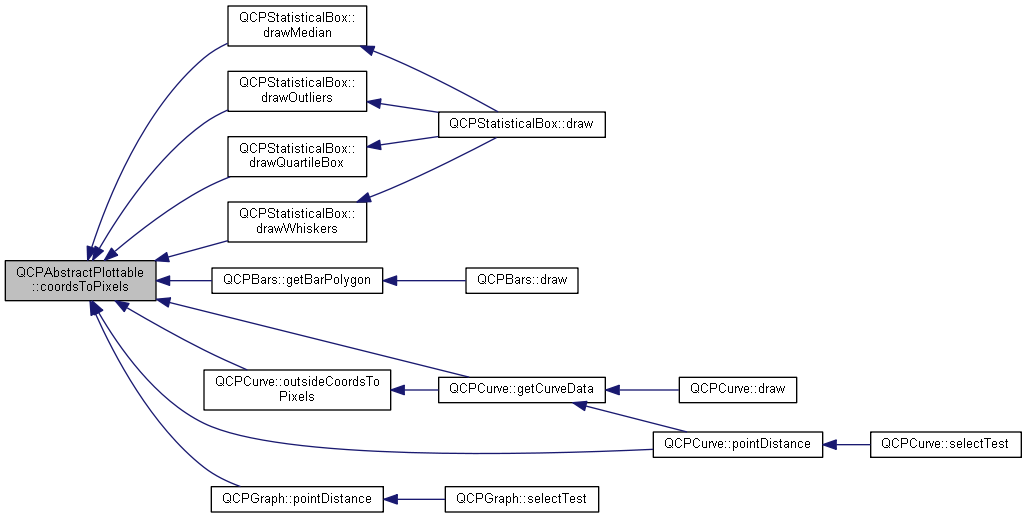 QCPStatisticalBox::
drawMedian
QCPStatisticalBox::
drawOutliers
QCPStatisticalBox::draw
QCPStatisticalBox::
drawQuartileBox
QCPStatisticalBox::
drawWhiskers
QCPAbstractPlottable
::coordsToPixels
QCPBars::getBarPolygon
QCPBars::draw
QCPCurve::outsideCoordsTo
Pixels
QCPCurve::getCurveData
QCPCurve::draw
QCPCurve::pointDistance
QCPCurve::selectTest
QCPGraph::pointDistance
QCPGraph::selectTest